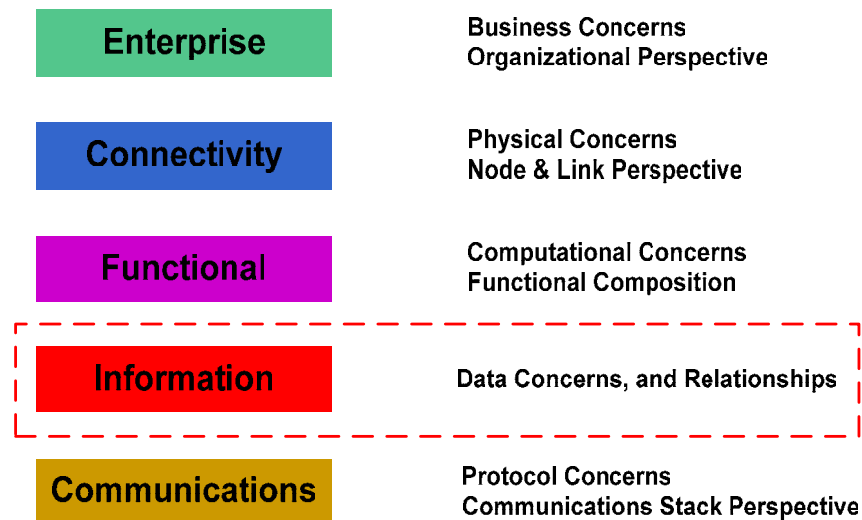 Enterprise
Business Concerns
Organizational Perspective
Connectivity
Physical Concerns
Node & Link Perspective
Functional
Computational Concerns
Functional Composition
Information
Data Concerns, and Relationships
Communications
Protocol Concerns
Communications Stack Perspective